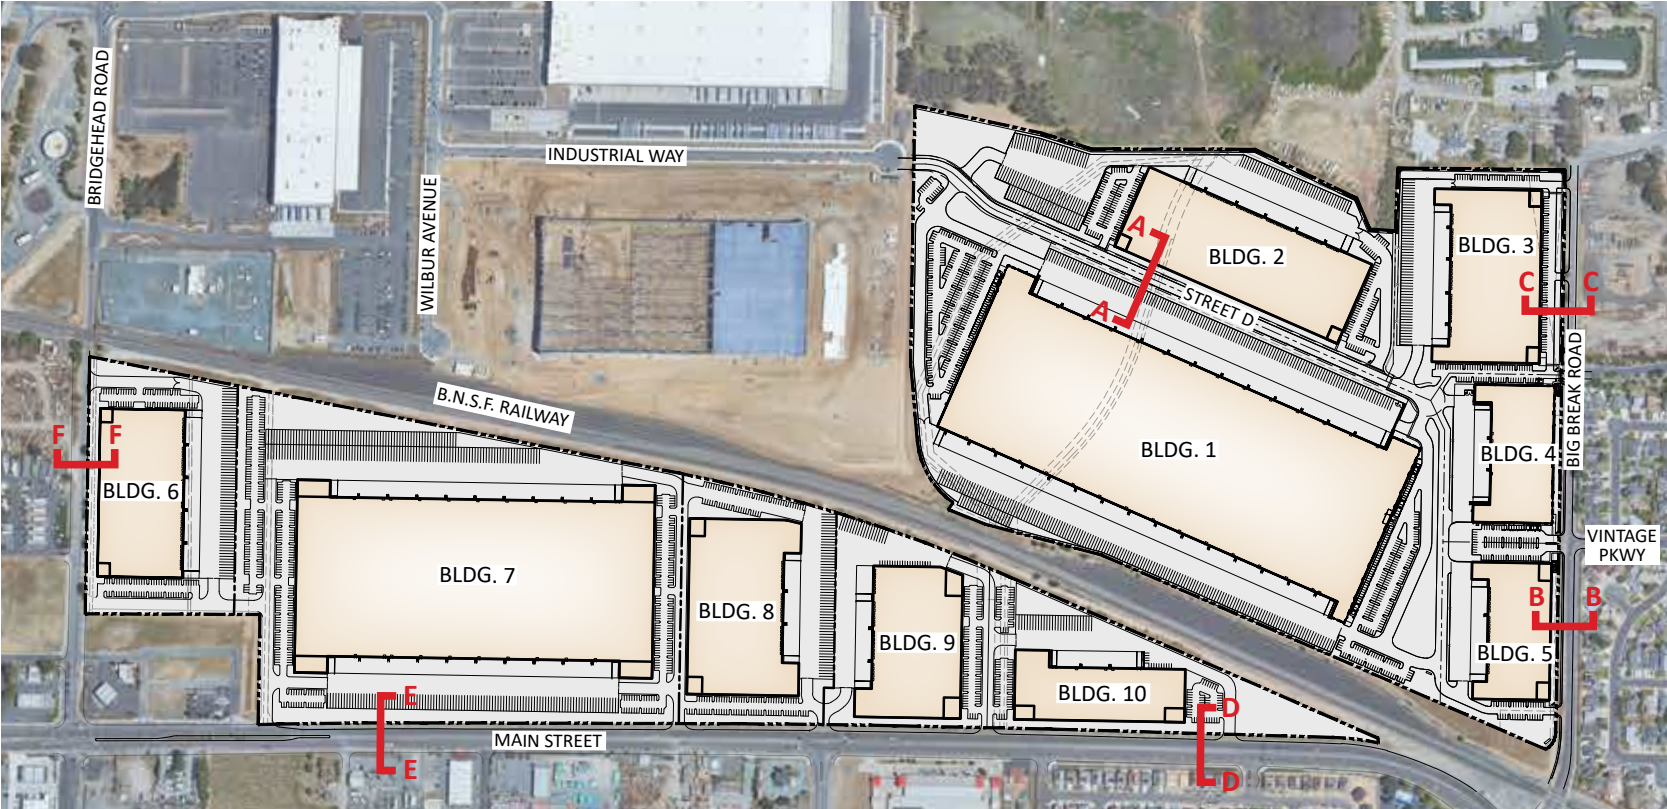 BRIDGEHEAD ROAD
INDUSTRIAL WAY
WILBUR AVENUE
B.N.S.F. RAILWAY
A
A
BLDG. 2
STREET D
BLDG. 3
C
C
BLDG. 1
BIG BREAK ROAD
BLDG. 4
VINTAGE
PKWY
B
B
BLDG. 5
F
F
BLDG. 6
BLDG. 7
BLDG. 8
BLDG. 9
BLDG. 10
E
E
D
D
MAIN STREET